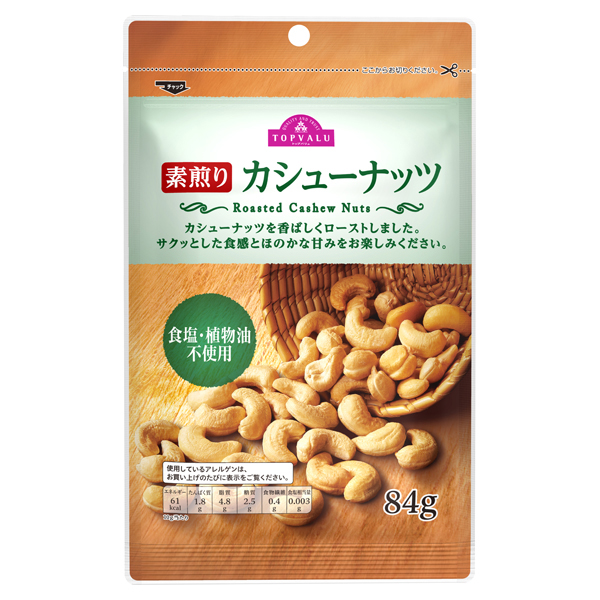 ここからお切りください。
チャック
QUALITY AND TRUST
TOPVALU
トップバリュ
素煎り カシューナッツ
Roasted Cashew Nuts
カシューナッツを香ばしくローストしました。
サクッとした食感とほのかな甘みをお楽しみください。
食塩・植物油
不使用
使用しているアレルゲンは、
お買い上げのたびに表示をご覧ください。
エネルギー たんぱく質 脂質 糖質 食物繊維 食塩相当量
61 kcal 1.8 g 4.8 g 2.5 g 0.4 g 0.003 g
84g